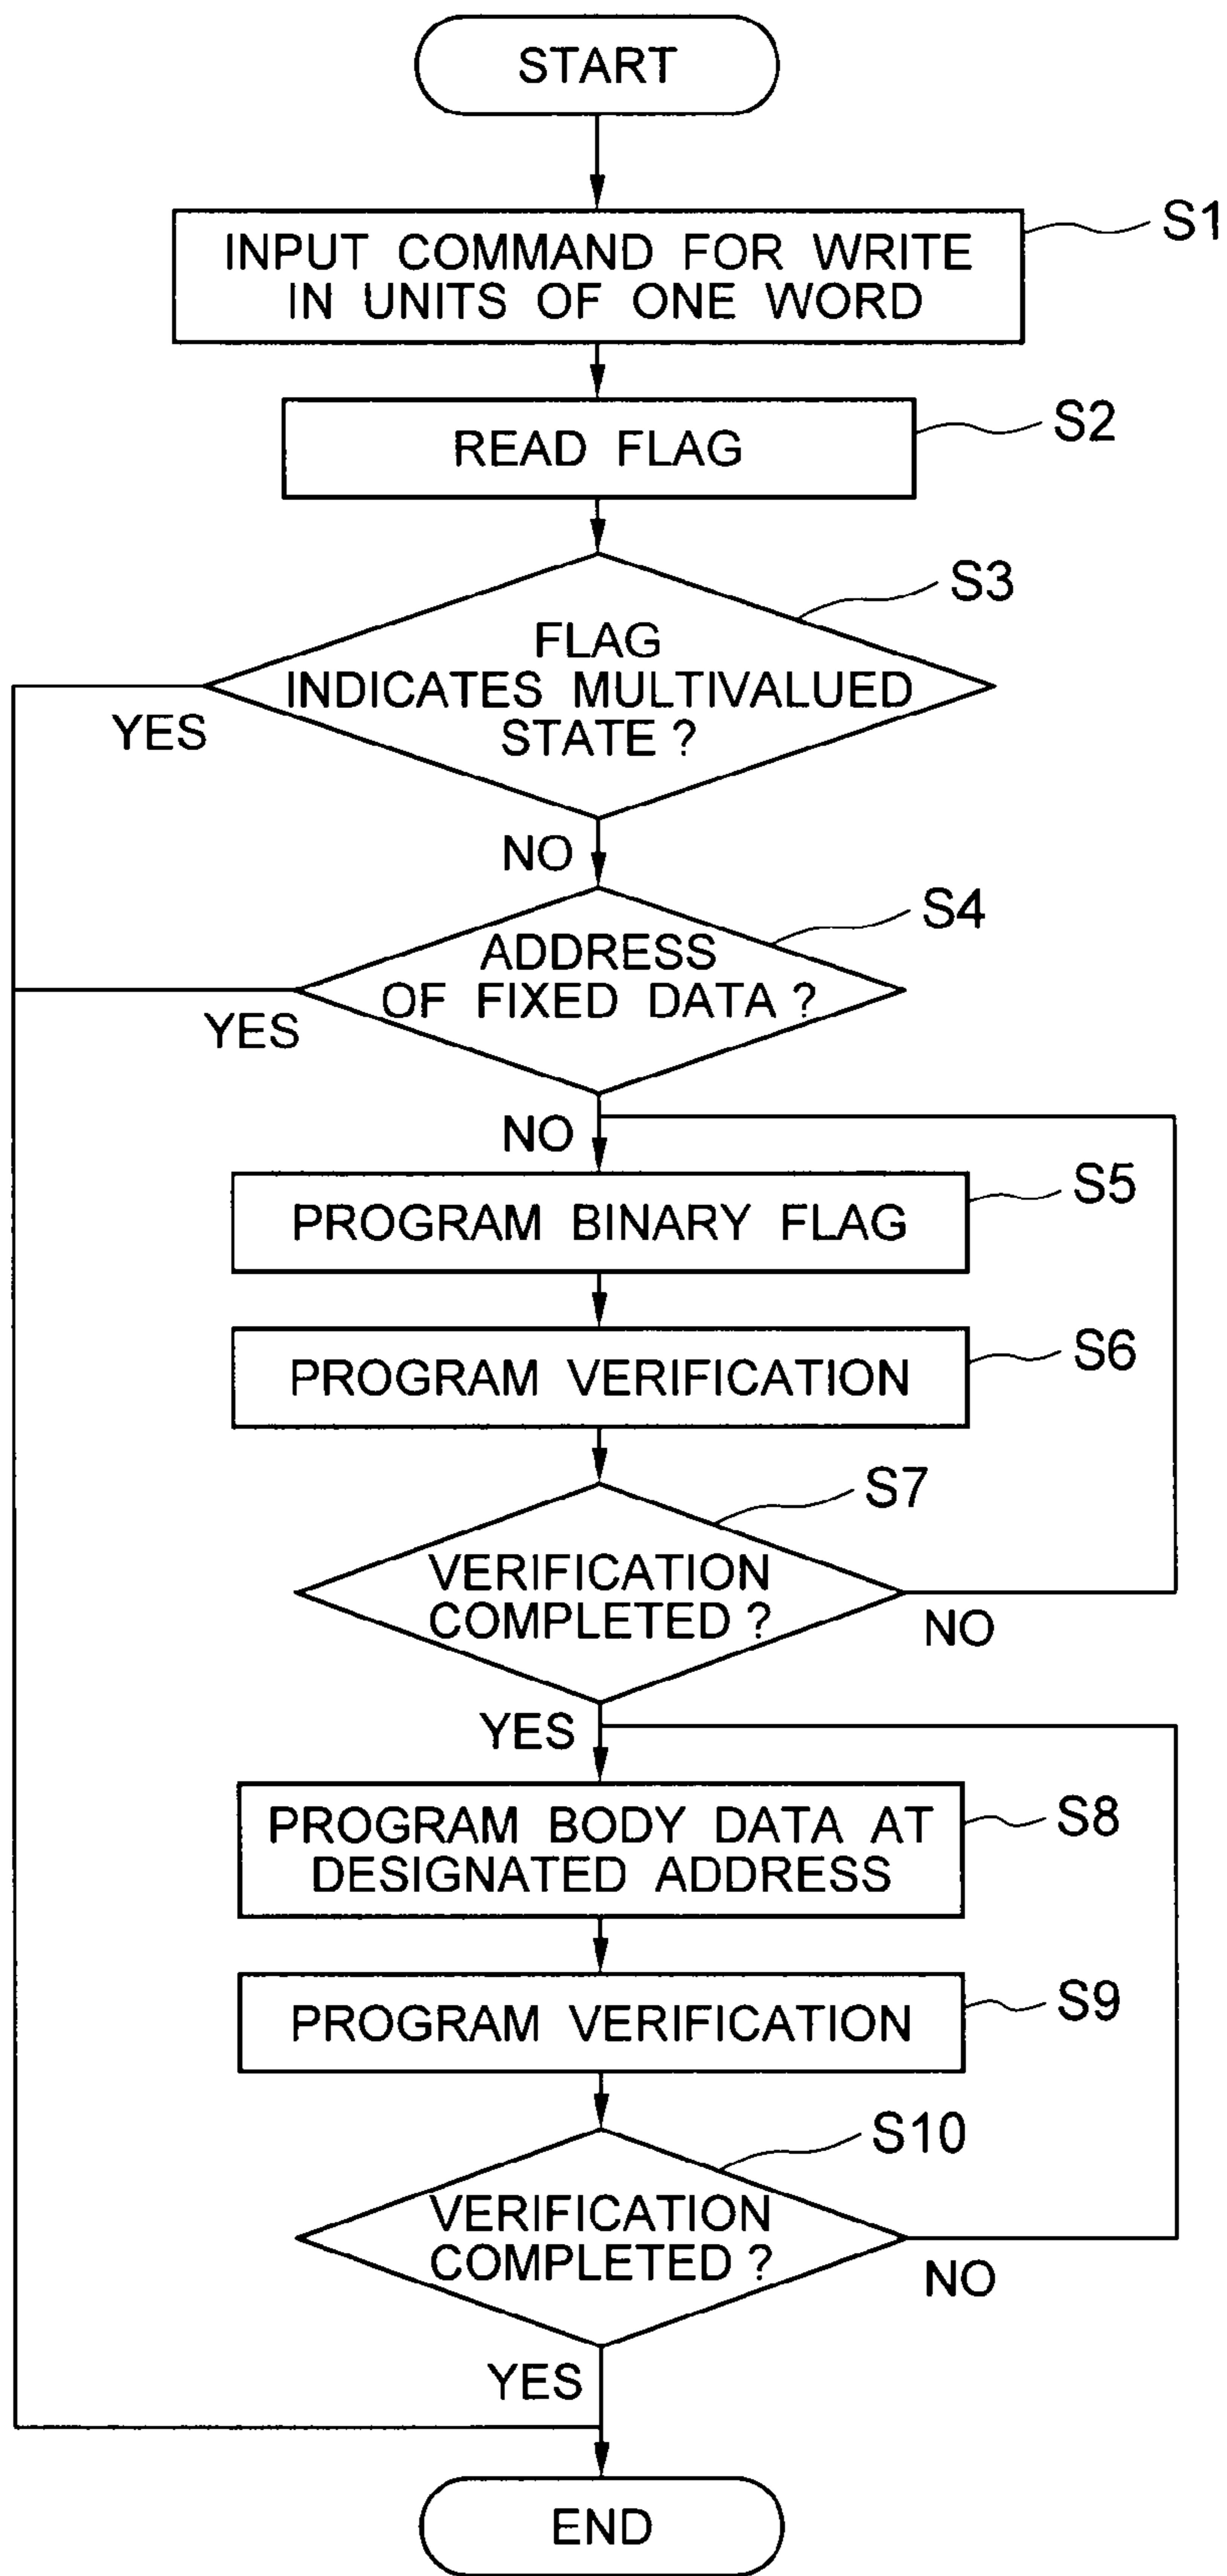 START
S1
INPUT COMMAND FOR WRITE
IN UNITS OF ONE WORD
S2
READ FLAG
S3
FLAG
INDICATES MULTIVALUED
STATE ?
YES
NO
S4
ADDRESS
OF FIXED DATA ?
YES
NO
S5
PROGRAM BINARY FLAG
S6
PROGRAM VERIFICATION
S7
VERIFICATION
COMPLETED ?
NO
YES
S8
PROGRAM BODY DATA AT
DESIGNATED ADDRESS
S9
PROGRAM VERIFICATION
S10
VERIFICATION
COMPLETED ?
NO
YES
END